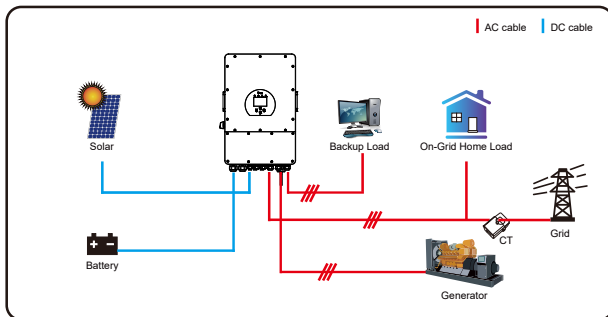 AC cable
DC cable
Solar
Backup Load
On-Grid Home Load
CT
Grid
Battery
Generator